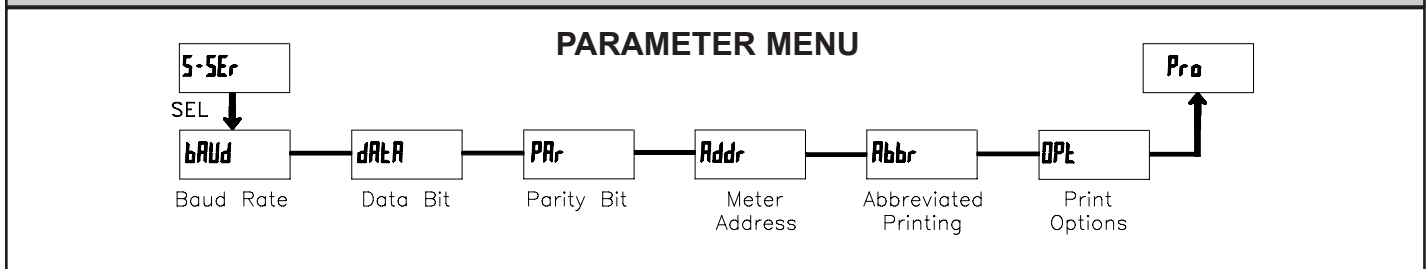 PARAMETER MENU
5-SEr
Pro
SEL
bAUd
dAtA
PAr
Addr
Abbr
OPt
Baud Rate
Data Bit
Parity Bit
Meter
Address
Abbreviated
Printing
Print
Options